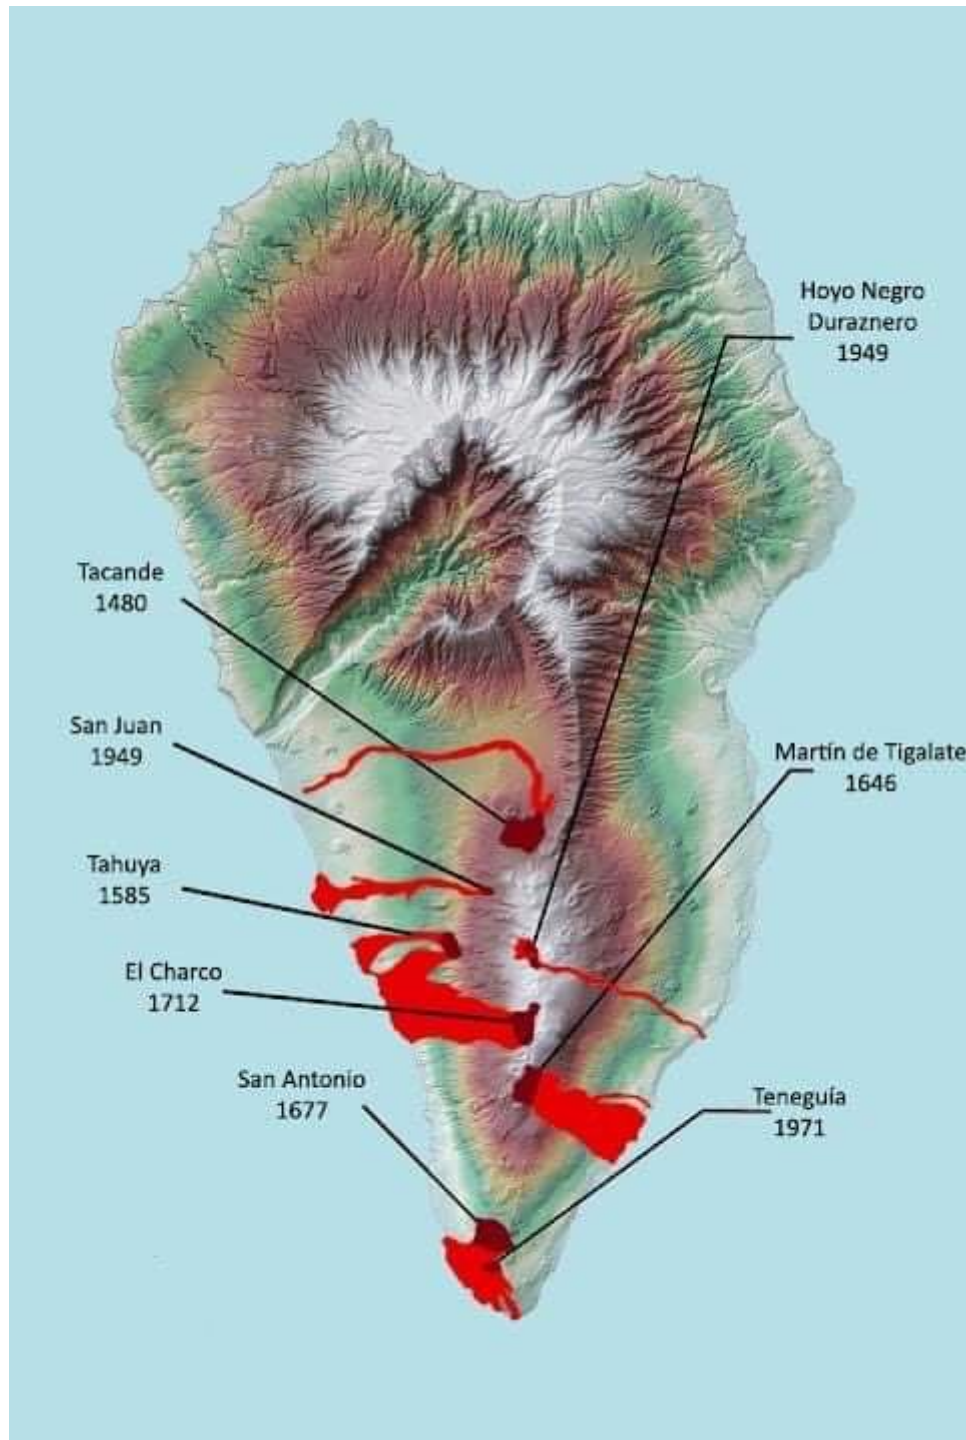 Hoyo Negro
Duraznero
1949
Tacande
1480
San Juan
1949
Martín de Tigalate
1646
Tahuya
1585
El Charco
1712
San Antonio
1677
Teneguía
1971